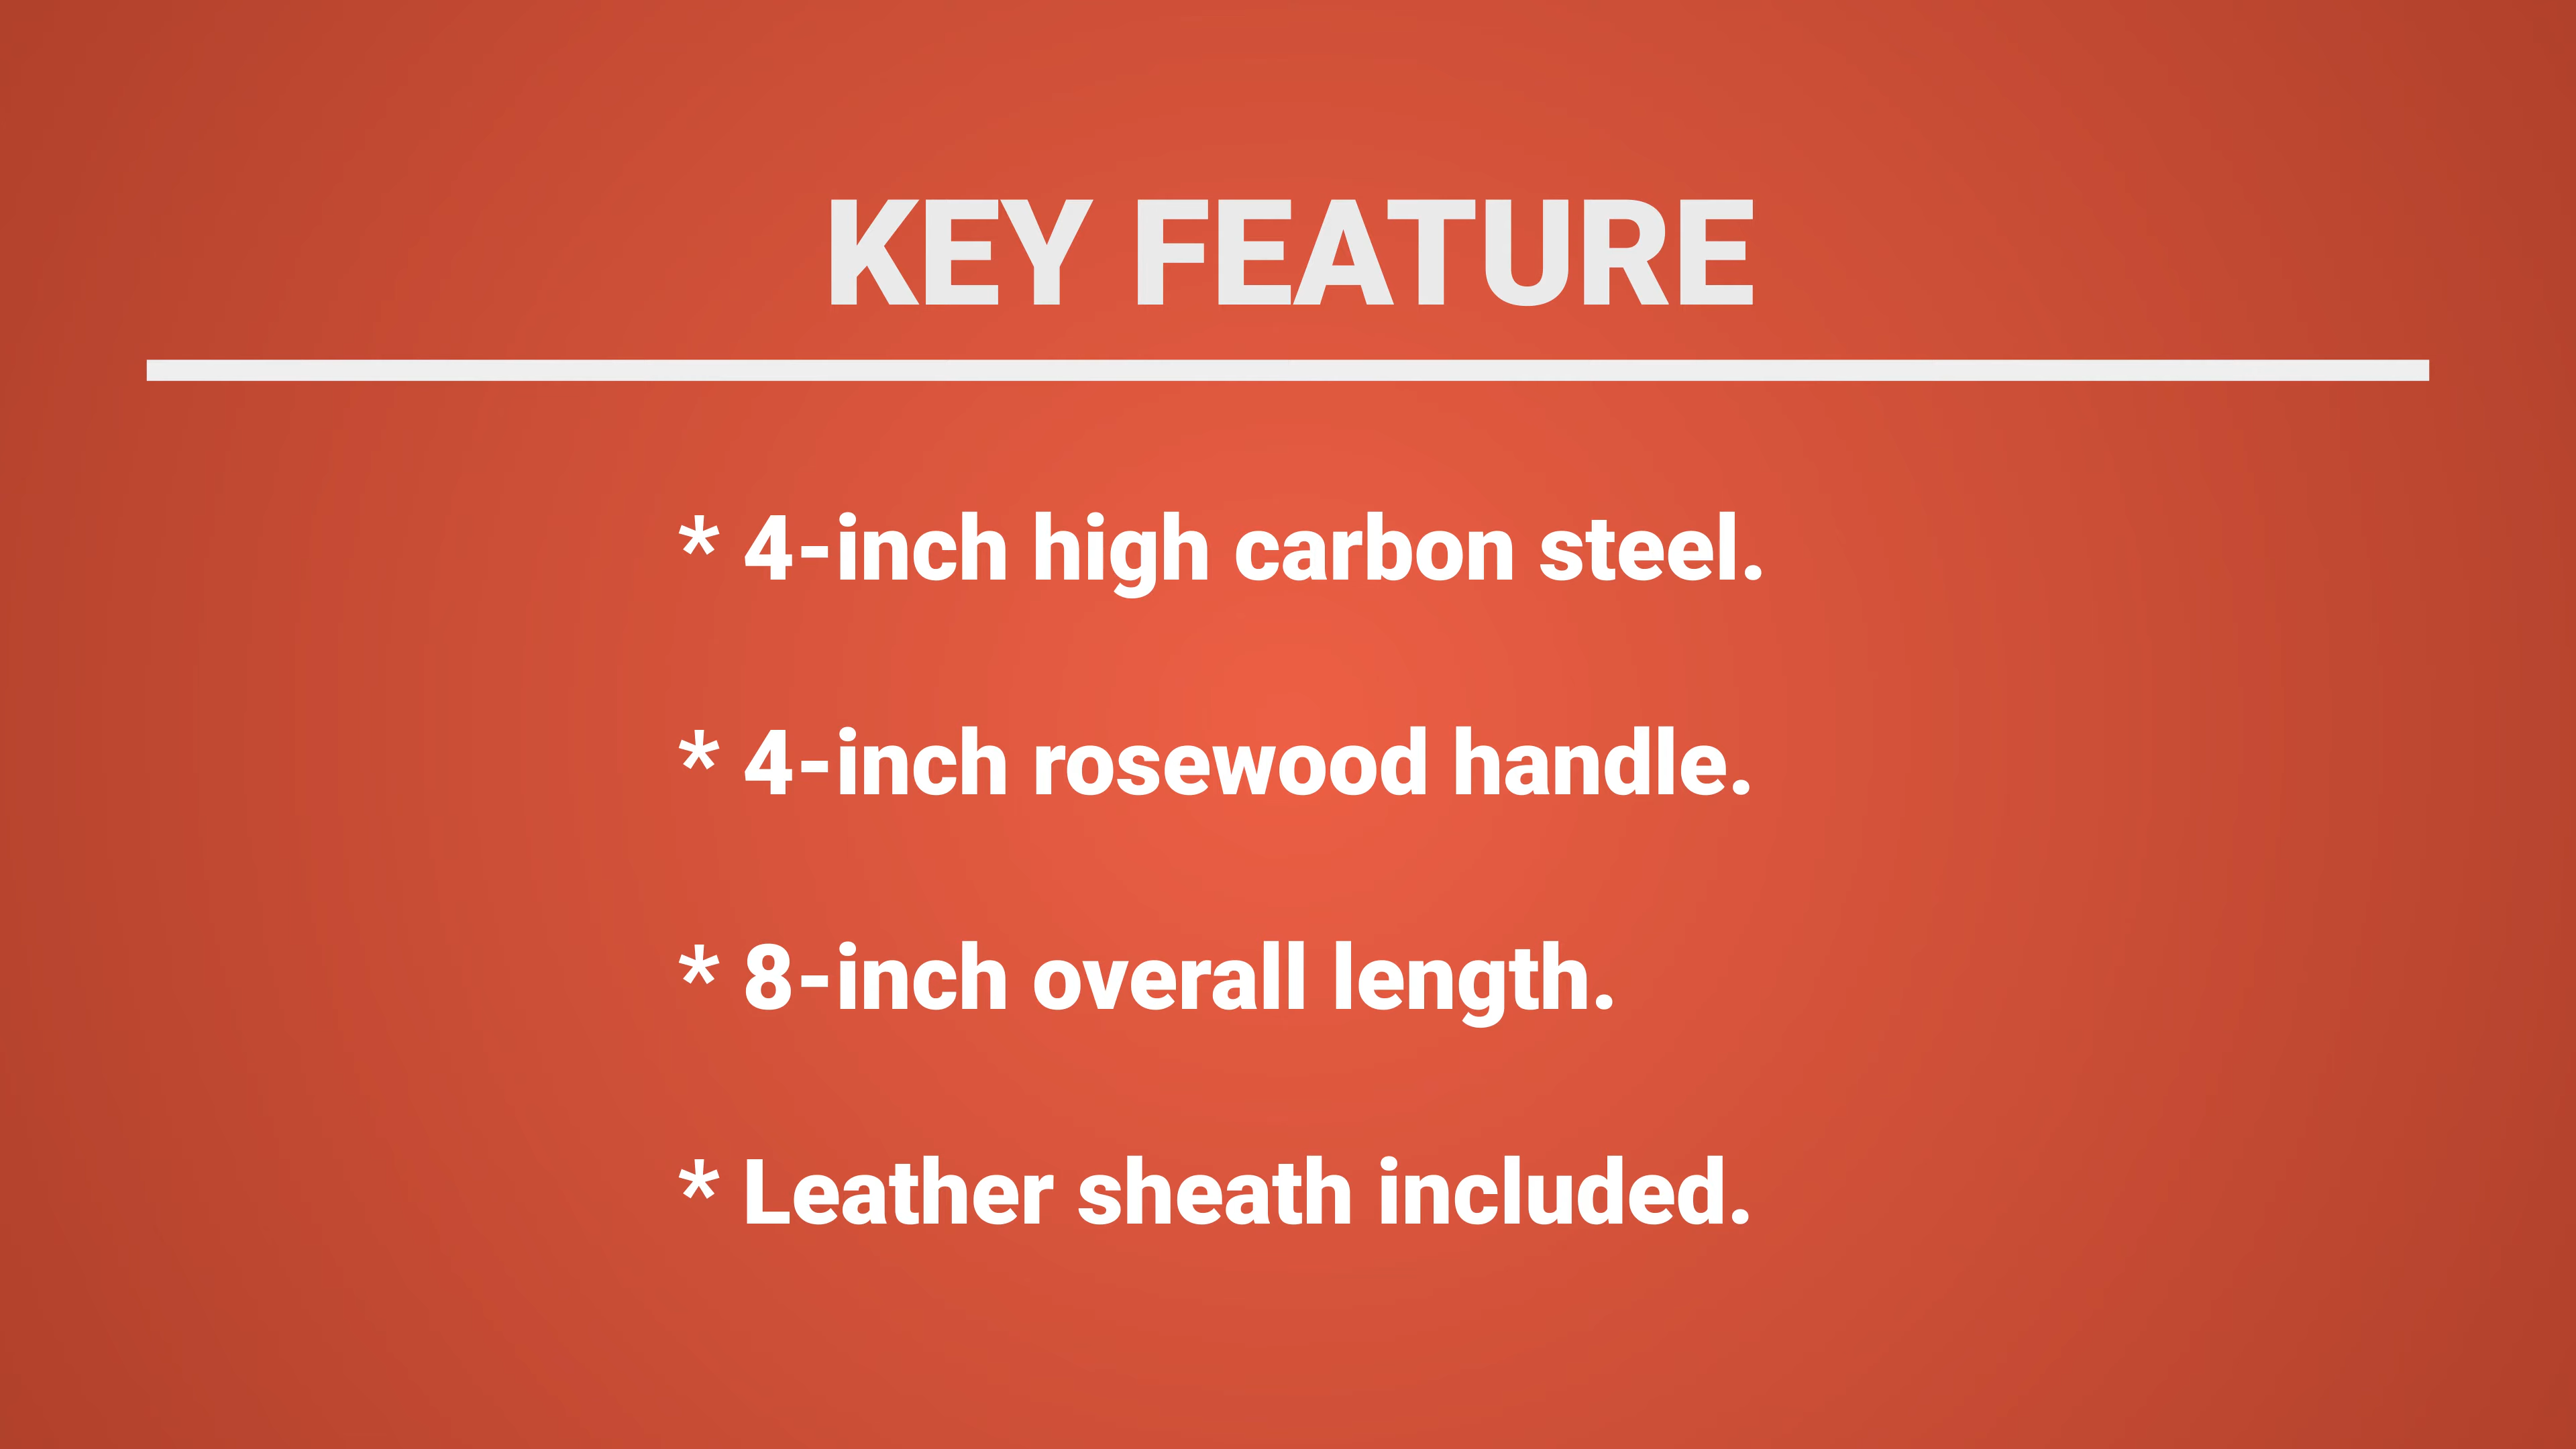 KEY FEATURE
* 4-inch high carbon steel.
* 4-inch rosewood handle.
* 8-inch overall length.
* Leather sheath included.